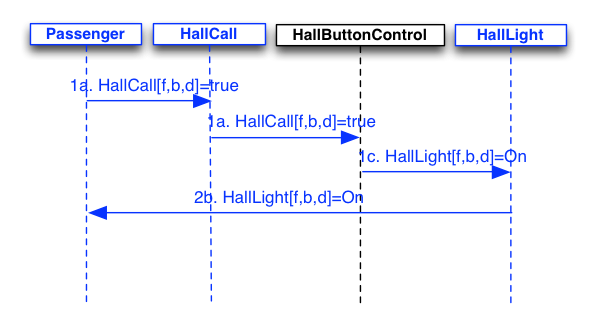 Passenger
HallCall
HallButtonControl
HallLight
1a. HallCall[f,b,d]=true
1a. HallCall[f,b,d]=true
1c. HallLight[f,b,d]=On
2b. HallLight[f,b,d]=On